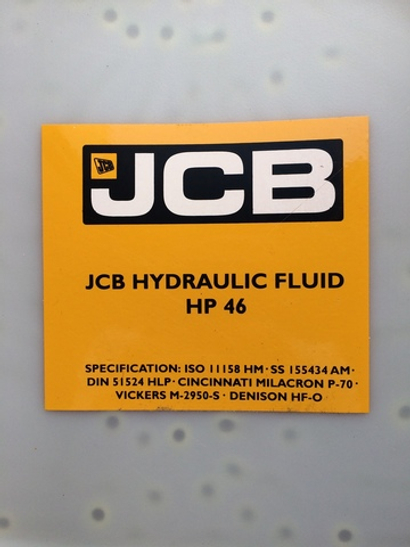 JCB
JCB
JCB HYDRAULIC FLUID
HP 46
SPECIFICATION: ISO 11158 HM · SS 155434 AM ·
DIN 51524 HLP · CINCINNATI MILACRON P-70 ·
VICKERS M-2950-S · DENISON HF-O